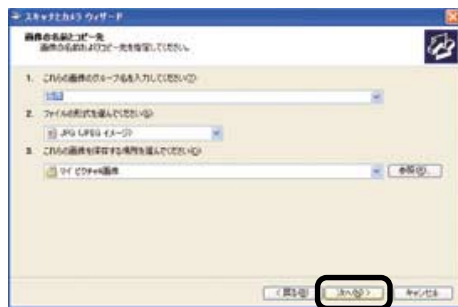 スキャナとカメラ ウィザード
画像の名前とコピー先
画像の名前およびコピー先を指定してください。
1. これらの画像のグループ名を入力してください(Z)
2. ファイルの形式を選んでください(S)
JPG (JPEG イメージ)
3. これらの画像を保存する場所を選んでください(C)
マイ ピクチャ¥画像
参照(R)...
< 戻る(B)
次へ(N) >
キャンセル